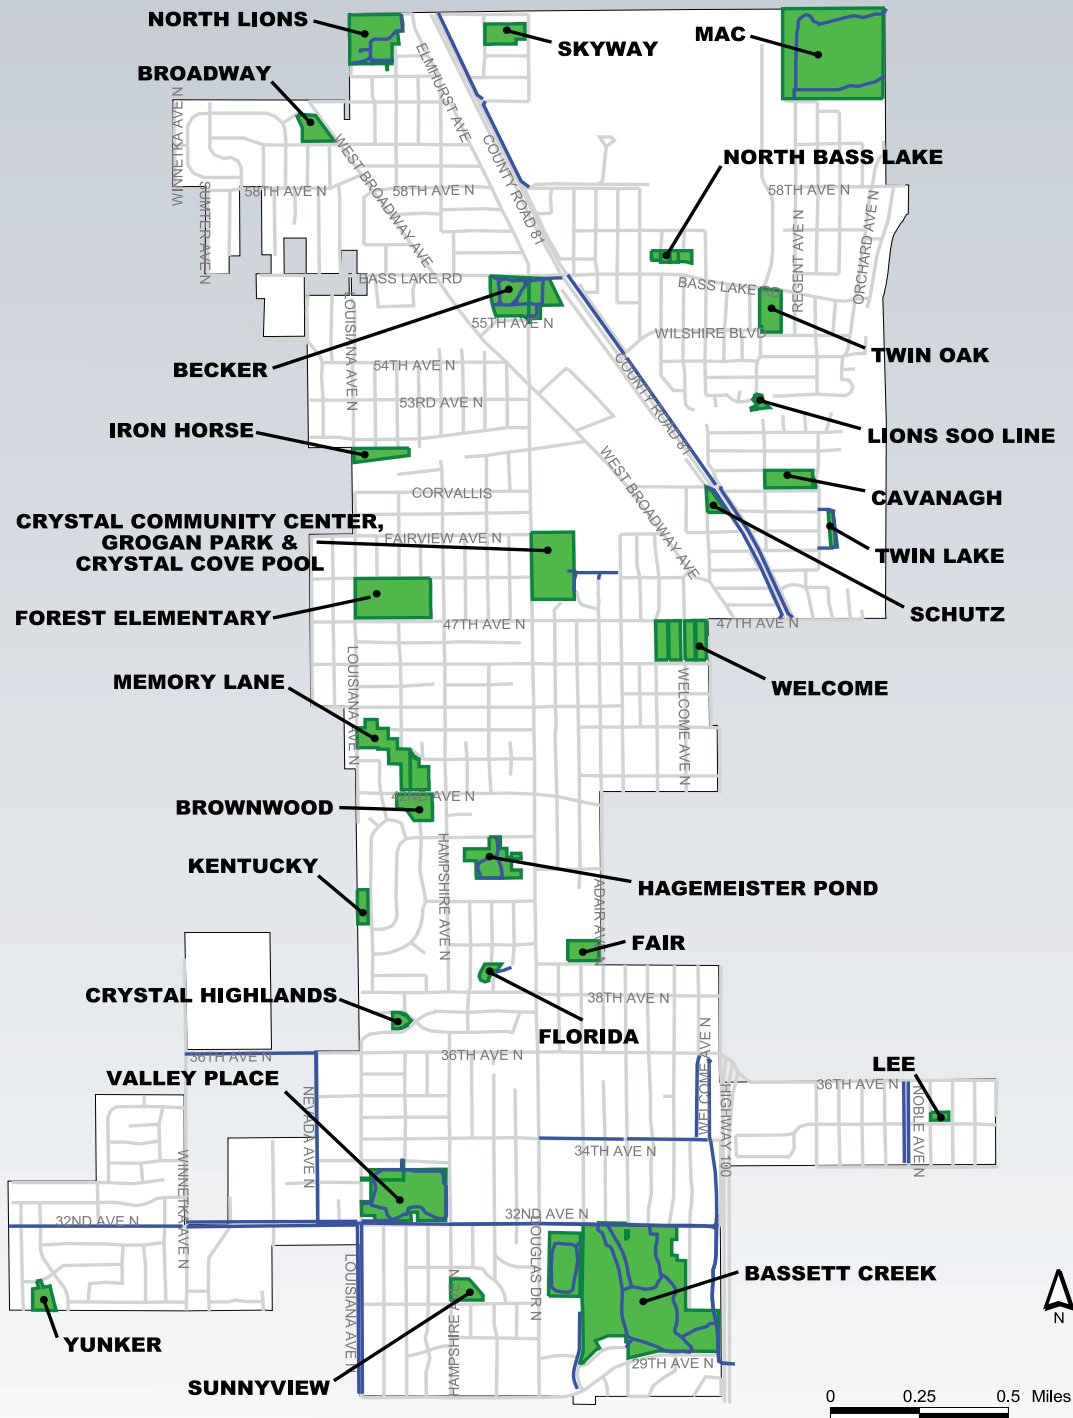 NORTH LIONS
SKYWAY
MAC
BROADWAY
ELMHURST AVE
WINNETKA AVE N
COUNTY ROAD 81
WEST BROADWAY AVE
NORTH BASS LAKE
58TH AVE N
58TH AVE N
58TH AVE N
SUMTER AVE N
REGENT AVE N
ORCHARD AVE N
BASS LAKE RD
BASS LAKE RD
LOUISIANA AVE N
55TH AVE N
WILSHIRE BLVD
TWIN OAK
BECKER
54TH AVE N
COUNTY ROAD 81
53RD AVE N
IRON HORSE
LIONS SOO LINE
WEST BROADWAY AVE
CORVALLIS
CAVANAGH
CRYSTAL COMMUNITY CENTER,
GROGAN PARK &
CRYSTAL COVE POOL
FAIRVIEW AVE N
TWIN LAKE
FOREST ELEMENTARY
SCHUTZ
47TH AVE N
47TH AVE N
MEMORY LANE
LOUISIANA AVE N
WELCOME
WELCOME AVE N
42ND AVE N
BROWNWOOD
HAMPSHIRE AVE N
KENTUCKY
HAGEMEISTER POND
ADAIR AVE N
FAIR
CRYSTAL HIGHLANDS
38TH AVE N
FLORIDA
36TH AVE N
36TH AVE N
WELCOME AVE N
LEE
VALLEY PLACE
36TH AVE N
NEVADA AVE N
HIGHWAY 100
NOBLE AVE N
34TH AVE N
WINNETKA AVE N
32ND AVE N
32ND AVE N
DOUGLAS DR N
LOUISIANA AVE N
HAMPSHIRE AVE N
BASSETT CREEK
N
YUNKER
29TH AVE N
SUNNYVIEW
0 0.25 0.5 Miles